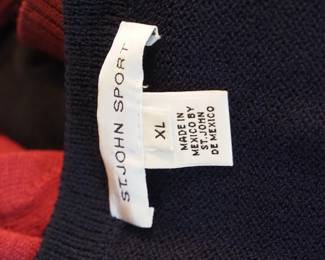 ST. JOHN SPORT
XL
MADE IN
MEXICO BY
ST. JOHN
DE MEXICO